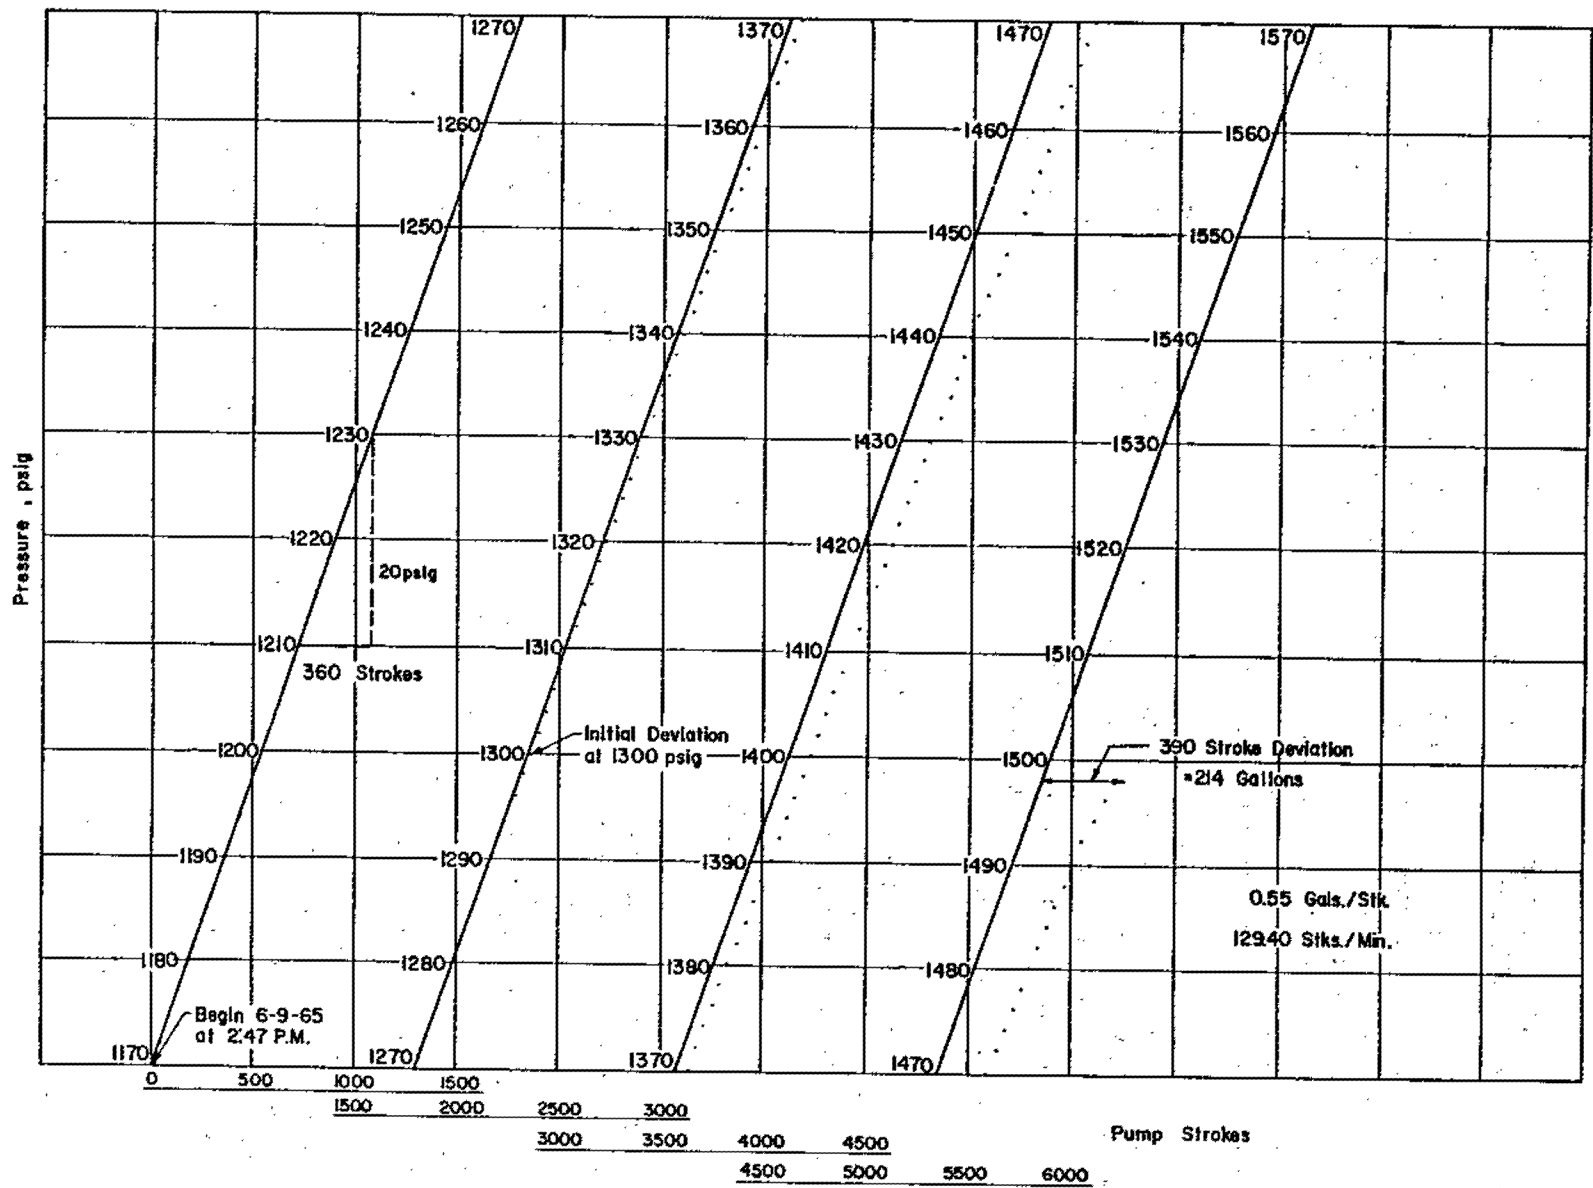 1270
1370
1470
1570
1260
1360
1460
1560
1250
1350
1450
1550
1240
1340
1440
1540
1230
1330
1430
1530
Pressure, psig
1220
1320
1420
1520
20psig
1210
1310
1410
1510
360 Strokes
Initial Deviation
at 1300 psig
1200
1300
1400
1500
390 Stroke Deviation
=214 Gallons
1190
1290
1390
1490
0.55 Gals./Stk.
129.40 Stks./Min.
1180
1280
1380
1480
Begin 6-9-65
at 2:47 P.M.
1170
1270
1370
1470
0 500 1000 1500
1500 2000 2500 3000
3000 3500 4000 4500
Pump Strokes
4500 5000 5500 6000